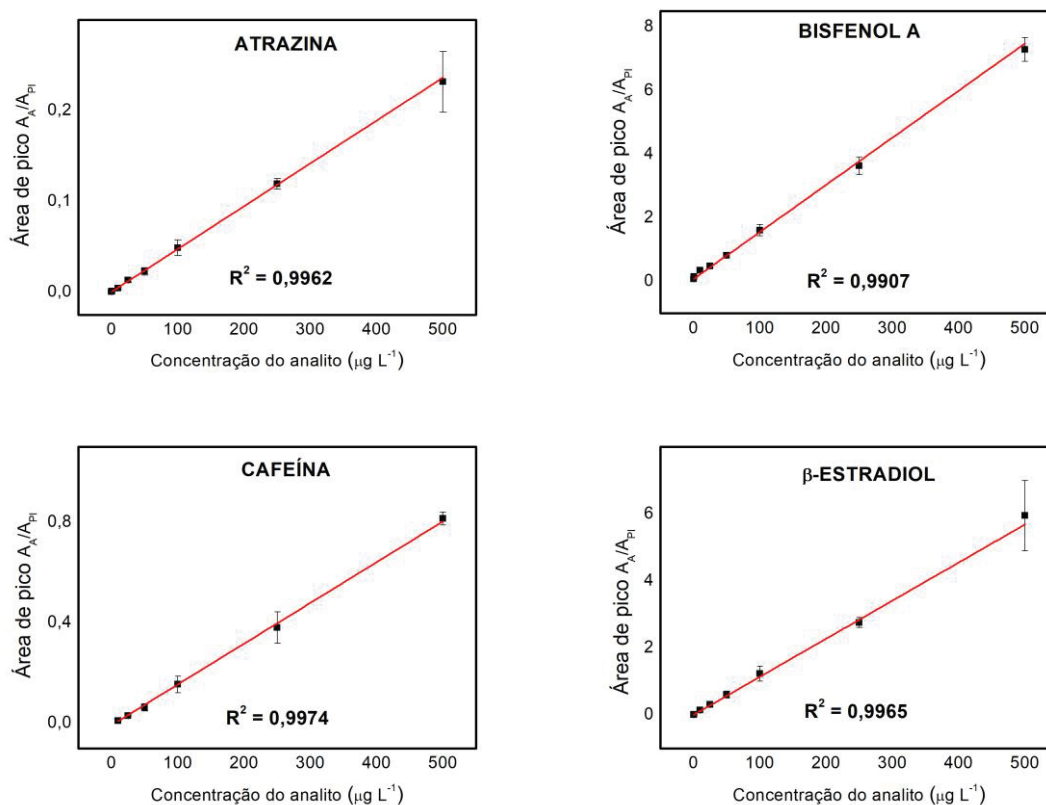 ATRAZINA
Área de pico A_A/A_PI
0,2
0,1
0,0
R² = 0,9962
0 100 200 300 400 500
Concentração do analito (µg L⁻¹)
BISFENOL A
Área de pico A_A/A_PI
8
6
4
2
0
R² = 0,9907
0 100 200 300 400 500
Concentração do analito (µg L⁻¹)
CAFEÍNA
Área de pico A_A/A_PI
0,8
0,4
0,0
R² = 0,9974
0 100 200 300 400 500
Concentração do analito (µg L⁻¹)
β-ESTRADIOL
Área de pico A_A/A_PI
6
4
2
0
R² = 0,9965
0 100 200 300 400 500
Concentração do analito (µg L⁻¹)